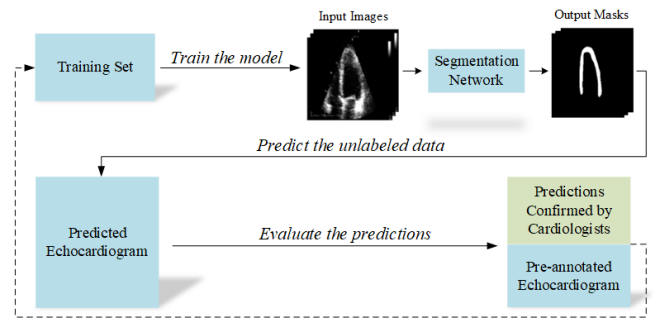 Input Images
Output Masks
Training Set
Train the model
Segmentation
Network
Predict the unlabeled data
Predicted
Echocardiogram
Evaluate the predictions
Predictions
Confirmed by
Cardiologists
Pre-annotated
Echocardiogram